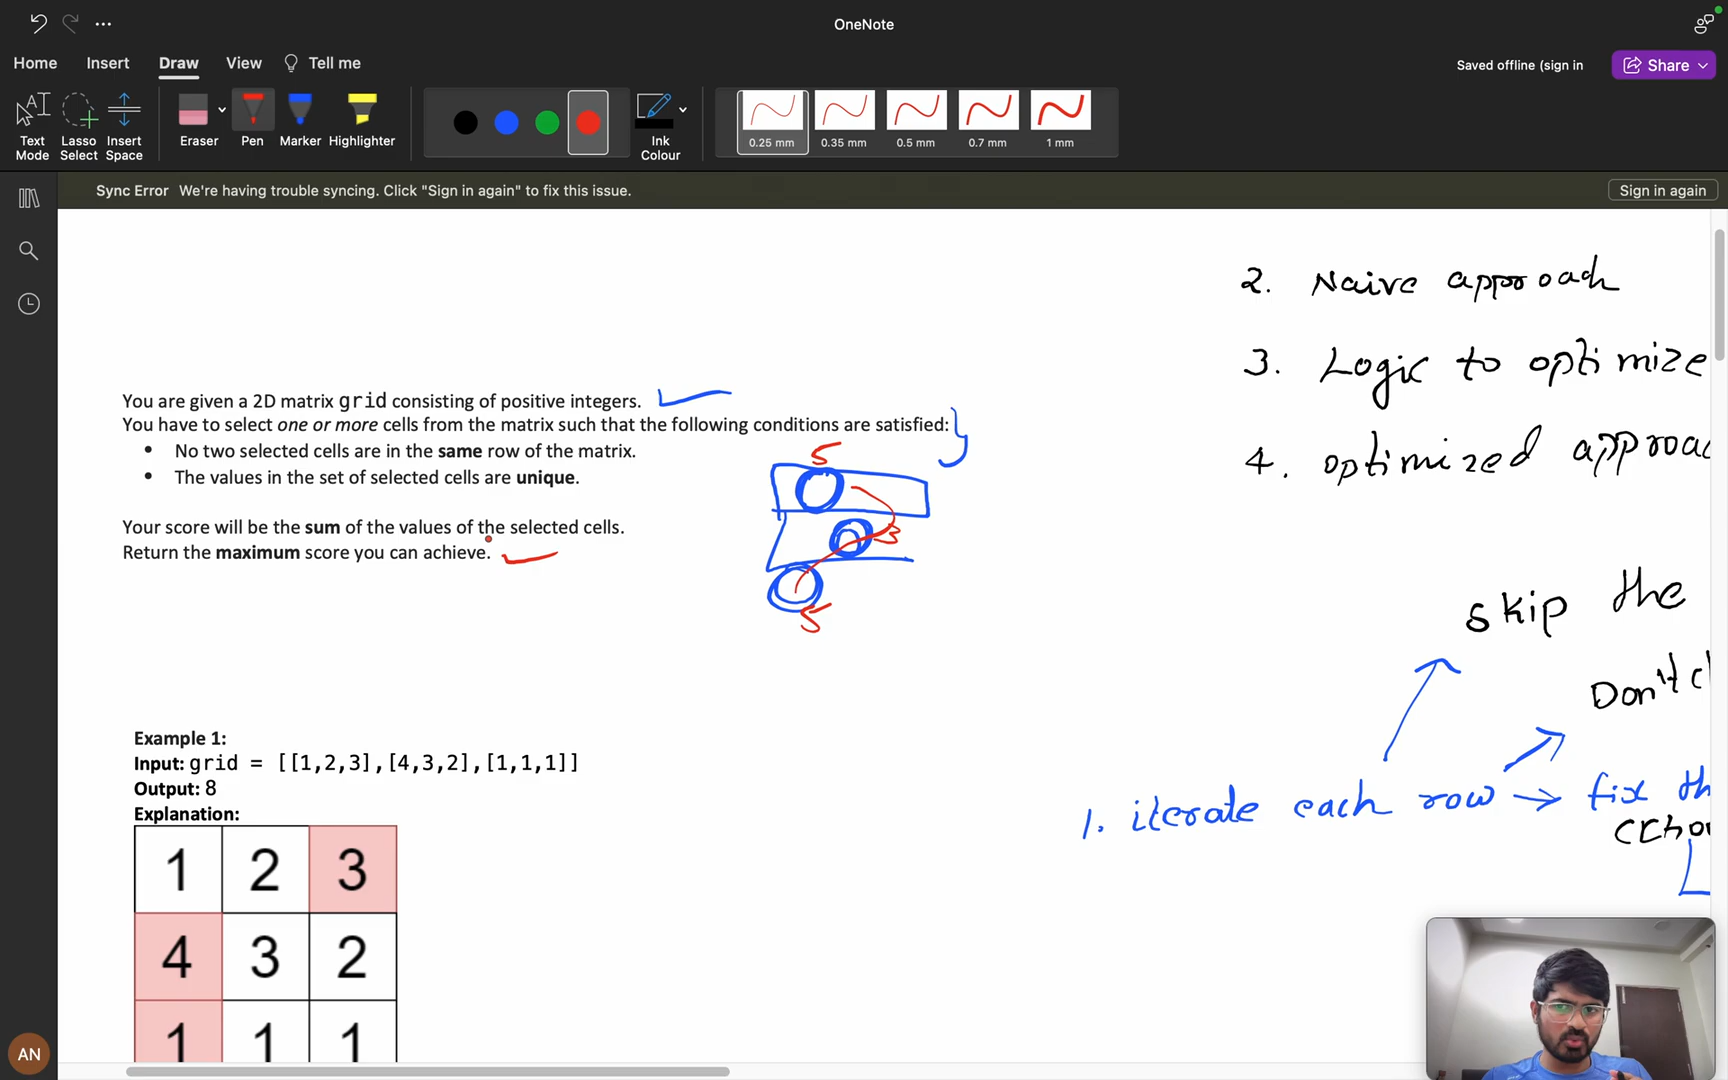 OneNote
Home Insert Draw View Tell me
Saved offline (sign in
Share
Text Mode
Lasso Select
Insert Space
Eraser
Pen
Marker
Highlighter
Ink Colour
0.25 mm
0.35 mm
0.5 mm
0.7 mm
1 mm
Sync Error We're having trouble syncing. Click "Sign in again" to fix this issue.
Sign in again
2. Naive approach
3. Logic to optimize
4. optimized approac
You are given a 2D matrix grid consisting of positive integers.
You have to select one or more cells from the matrix such that the following conditions are satisfied:
• No two selected cells are in the same row of the matrix.
• The values in the set of selected cells are unique.
Your score will be the sum of the values of the selected cells.
Return the maximum score you can achieve.
5
3
5
skip the
Don't c
1. iterate each row → fix th
(cho
Example 1:
Input: grid = [[1,2,3],[4,3,2],[1,1,1]]
Output: 8
Explanation:
1 2 3
4 3 2
1 1 1
AN